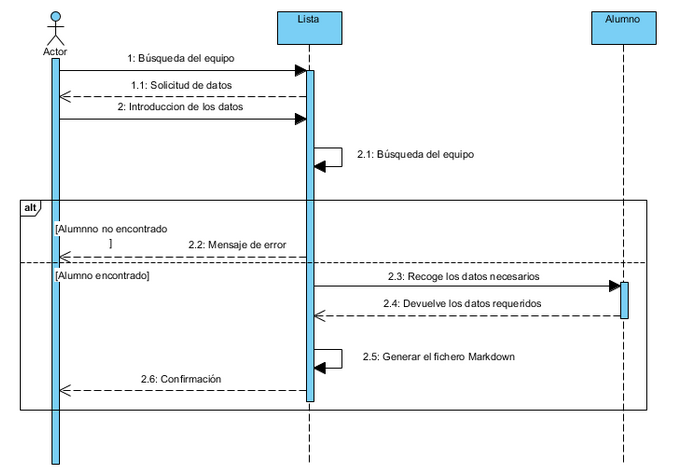 Lista
Alumno
Actor
1: Búsqueda del equipo
1.1: Solicitud de datos
2: Introduccion de los datos
2.1: Búsqueda del equipo
alt
[Alumnno no encontrado
]
2.2: Mensaje de error
[Alumno encontrado]
2.3: Recoge los datos necesarios
2.4: Devuelve los datos requeridos
2.5: Generar el fichero Markdown
2.6: Confirmación